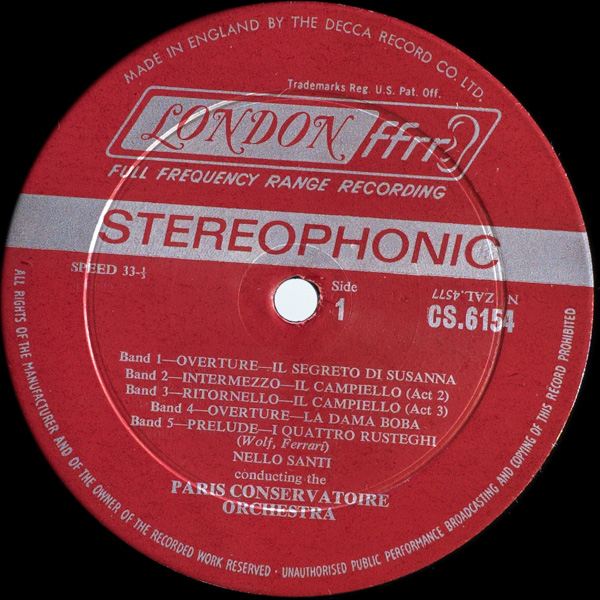 MADE IN ENGLAND BY THE DECCA RECORD CO. LTD.
Trademarks Reg. U.S. Pat. Off.
LONDON ffrr
FULL FREQUENCY RANGE RECORDING
STEREOPHONIC
SPEED 33-⅓
Side
1
N ZAL.4577
CS.6154
Band 1—OVERTURE—IL SEGRETO DI SUSANNA
Band 2—INTERMEZZO—IL CAMPIELLO (Act 2)
Band 3—RITORNELLO—IL CAMPIELLO (Act 3)
Band 4—OVERTURE—LA DAMA BOBA
Band 5—PRELUDE—I QUATTRO RUSTEGHI
(Wolf, Ferrari)
NELLO SANTI
conducting the
PARIS CONSERVATOIRE
ORCHESTRA
ALL RIGHTS OF THE MANUFACTURER AND OF THE OWNER OF THE RECORDED WORK RESERVED · UNAUTHORISED PUBLIC PERFORMANCE BROADCASTING AND COPYING OF THIS RECORD PROHIBITED